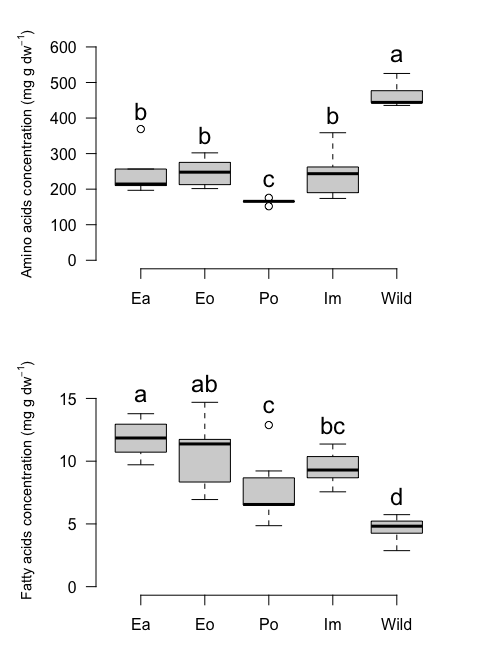 Amino acids concentration (mg g dw⁻¹)
600
500
400
300
200
100
0
a
b
b
b
c
Ea Eo Po Im Wild
Fatty acids concentration (mg g dw⁻¹)
15
10
5
0
a
ab
c
bc
d
Ea Eo Po Im Wild